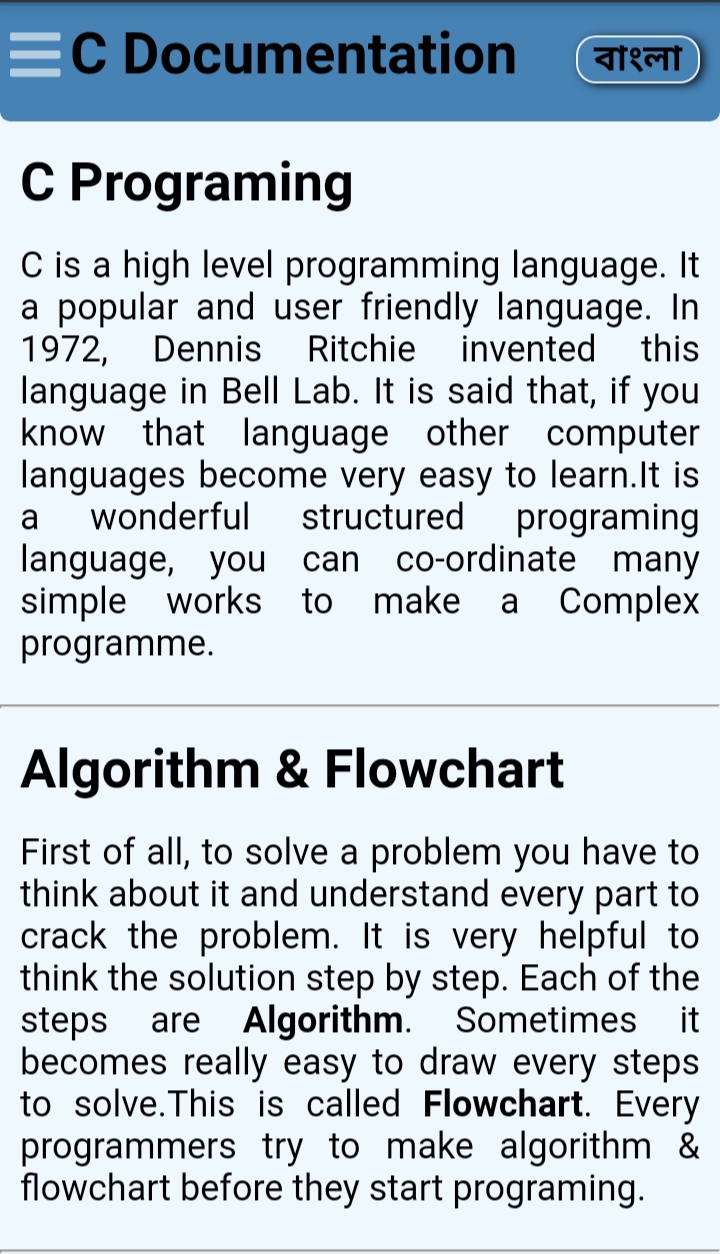 C Documentation
বাংলা
C Programing
C is a high level programming language. It
a popular and user friendly language. In
1972, Dennis Ritchie invented this
language in Bell Lab. It is said that, if you
know that language other computer
languages become very easy to learn.It is
a wonderful structured programing
language, you can co-ordinate many
simple works to make a Complex
programme.
Algorithm & Flowchart
First of all, to solve a problem you have to
think about it and understand every part to
crack the problem. It is very helpful to
think the solution step by step. Each of the
steps are Algorithm. Sometimes it
becomes really easy to draw every steps
to solve.This is called Flowchart. Every
programmers try to make algorithm &
flowchart before they start programing.